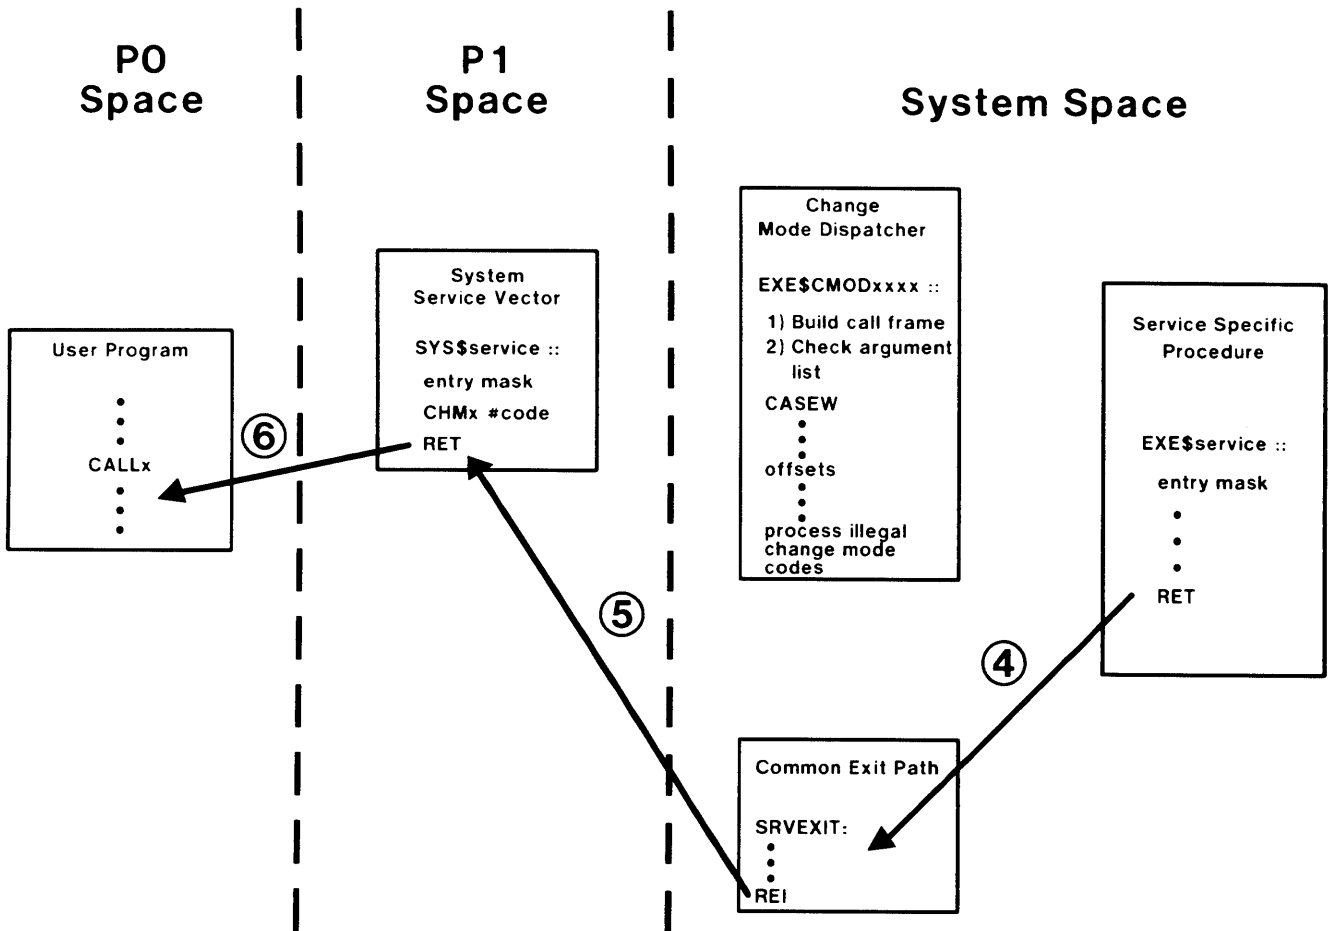 P0
Space
P1
Space
System Space
User Program
CALLx
⑥
System
Service Vector
SYS$service ::
entry mask
CHMx #code
RET
⑤
Change
Mode Dispatcher
EXE$CMODxxxx ::
1) Build call frame
2) Check argument
list
CASEW
offsets
process illegal
change mode
codes
Service Specific
Procedure
EXE$service ::
entry mask
RET
④
Common Exit Path
SRVEXIT:
REI